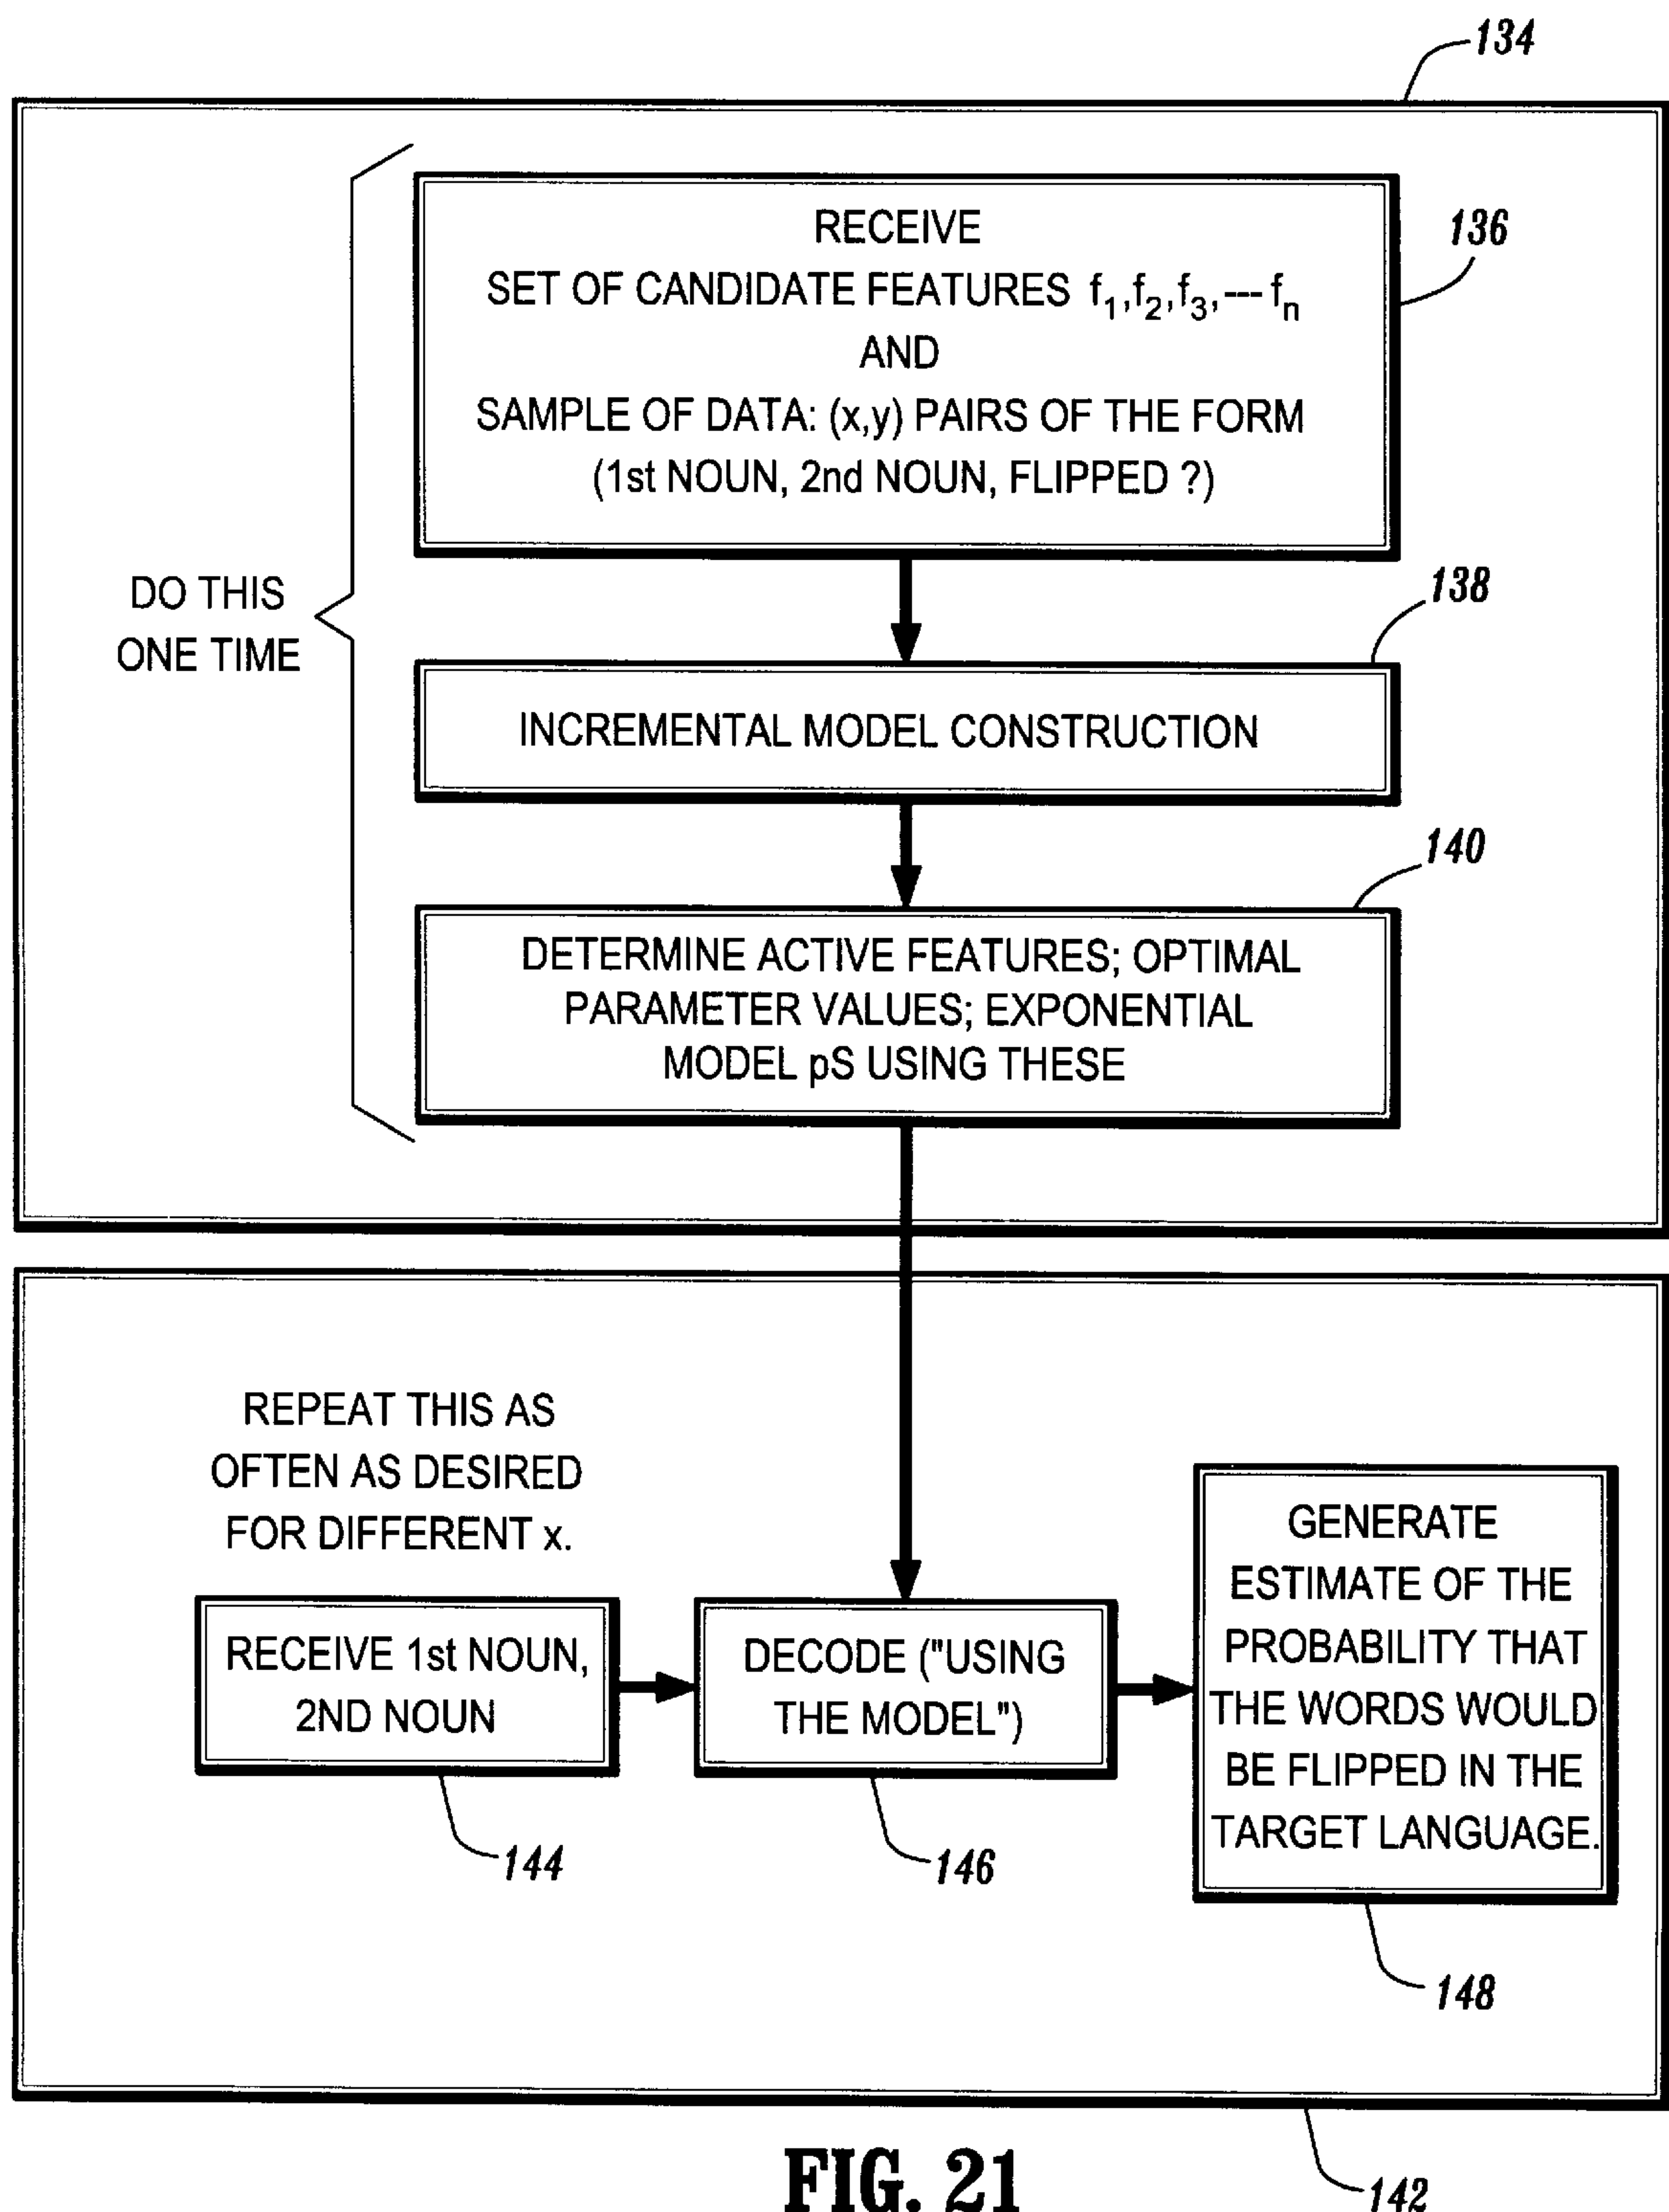 134
RECEIVE
SET OF CANDIDATE FEATURES f1,f2,f3,---fn
AND
SAMPLE OF DATA: (x,y) PAIRS OF THE FORM
(1st NOUN, 2nd NOUN, FLIPPED ?)
136
DO THIS
ONE TIME
138
INCREMENTAL MODEL CONSTRUCTION
140
DETERMINE ACTIVE FEATURES; OPTIMAL
PARAMETER VALUES; EXPONENTIAL
MODEL pS USING THESE
REPEAT THIS AS
OFTEN AS DESIRED
FOR DIFFERENT x.
RECEIVE 1st NOUN,
2ND NOUN
144
DECODE ("USING
THE MODEL")
146
GENERATE
ESTIMATE OF THE
PROBABILITY THAT
THE WORDS WOULD
BE FLIPPED IN THE
TARGET LANGUAGE.
148
142
FIG. 21